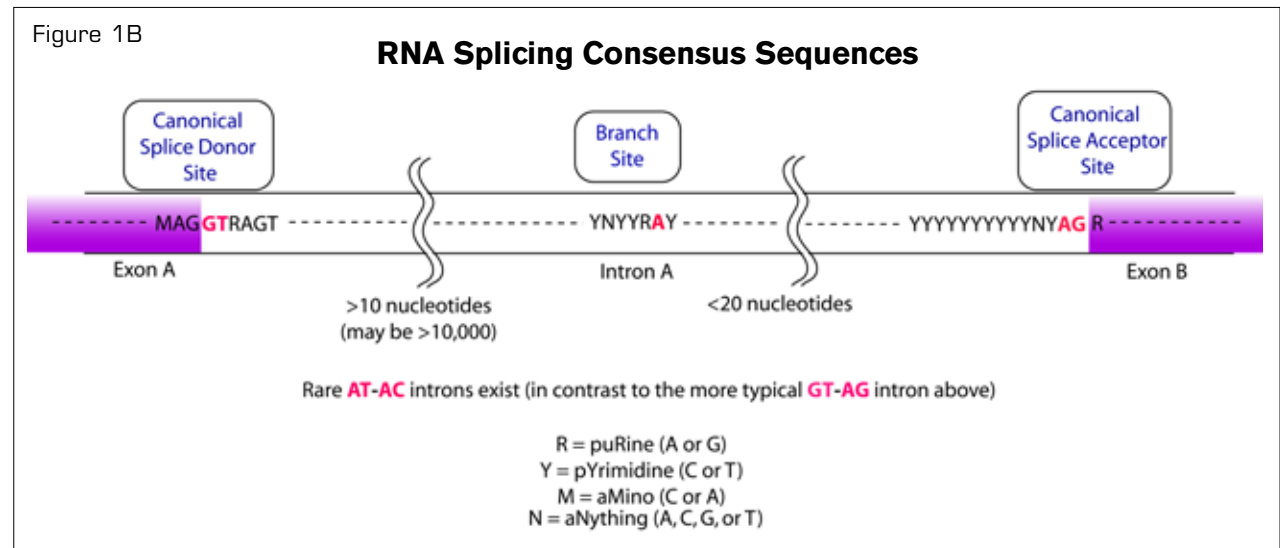 Figure 1B
RNA Splicing Consensus Sequences
Canonical
Splice Donor
Site
Branch
Site
Canonical
Splice Acceptor
Site
MAGGTRAGT
YNYYRAY
YYYYYYYYYYNYAG R
Exon A
Intron A
Exon B
>10 nucleotides
(may be >10,000)
<20 nucleotides
Rare AT-AC introns exist (in contrast to the more typical GT-AG intron above)
R = puRine (A or G)
Y = pYrimidine (C or T)
M = aMino (C or A)
N = aNything (A, C, G, or T)